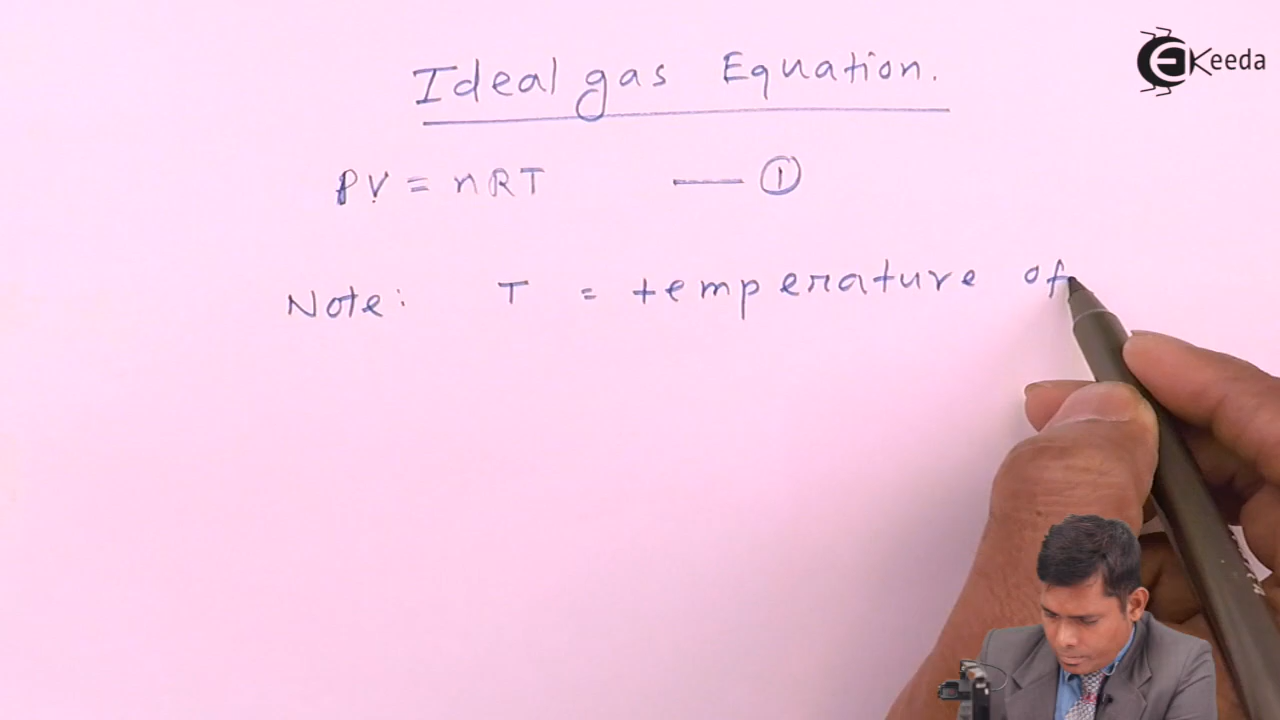 Ekeeda
Ideal gas Equation.
PV = nRT —— ①
Note: T = temperature of